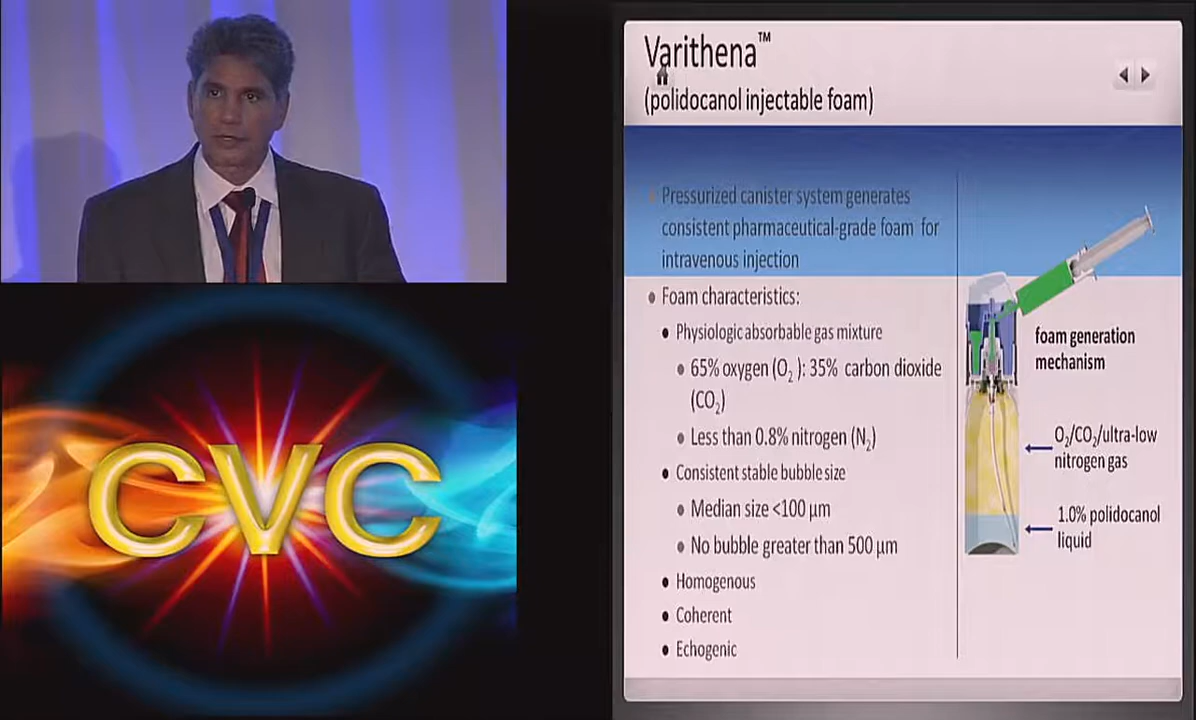 CVC
Varithena™
(polidocanol injectable foam)
Pressurized canister system generates
consistent pharmaceutical-grade foam for
intravenous injection
Foam characteristics:
Physiologic absorbable gas mixture
65% oxygen (O₂): 35% carbon dioxide
(CO₂)
Less than 0.8% nitrogen (N₂)
Consistent stable bubble size
Median size <100 µm
No bubble greater than 500 µm
Homogenous
Coherent
Echogenic
foam generation
mechanism
O₂/CO₂/ultra-low
nitrogen gas
1.0% polidocanol
liquid